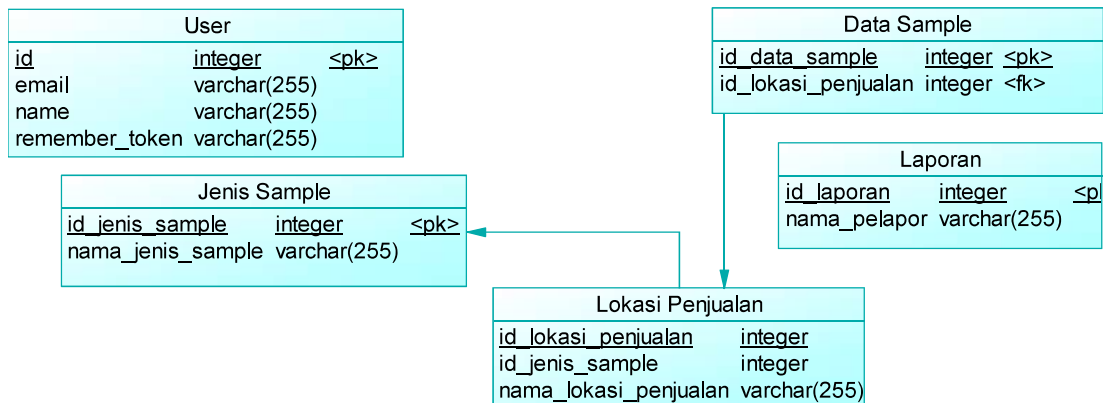 User
id integer <pk>
email varchar(255)
name varchar(255)
remember_token varchar(255)
Data Sample
id_data_sample integer <pk>
id_lokasi_penjualan integer <fk>
Jenis Sample
id_jenis_sample integer <pk>
nama_jenis_sample varchar(255)
Laporan
id_laporan integer <pl
nama_pelapor varchar(255)
Lokasi Penjualan
id_lokasi_penjualan integer
id_jenis_sample integer
nama_lokasi_penjualan varchar(255)